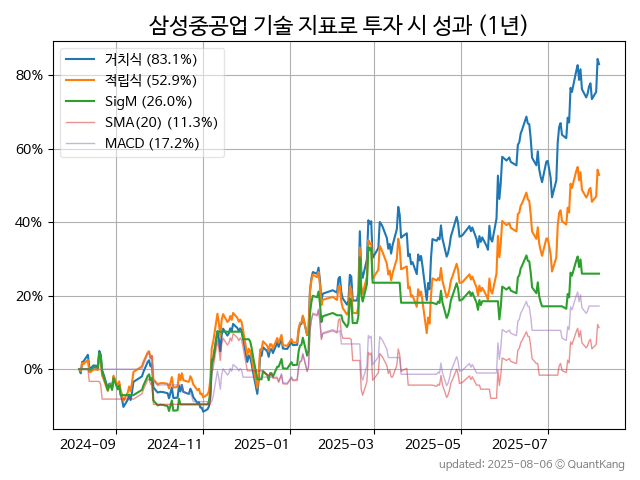 삼성중공업 기술 지표로 투자 시 성과 (1년)
거치식 (83.1%)
적립식 (52.9%)
SigM (26.0%)
SMA(20) (11.3%)
MACD (17.2%)
80%
60%
40%
20%
0%
2024-09 2024-11 2025-01 2025-03 2025-05 2025-07
updated: 2025-08-06 © QuantKang